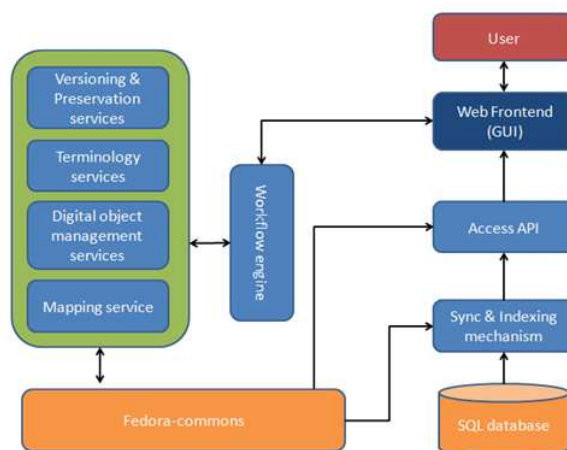 User
Versioning &
Preservation
services
Web Frontend
(GUI)
Terminology
services
Workflow engine
Digital object
management
services
Access API
Mapping service
Sync & Indexing
mechanism
Fedora-commons
SQL database